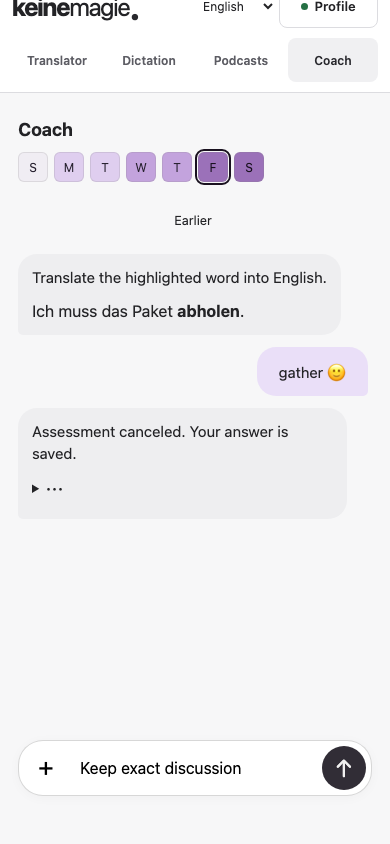 keinemagie.
English
Profile
Translator Dictation Podcasts Coach
Coach
S M T W T F S
Earlier
Translate the highlighted word into English.
Ich muss das Paket abholen.
gather 🙂
Assessment canceled. Your answer is
saved.
▶ ...
+ Keep exact discussion